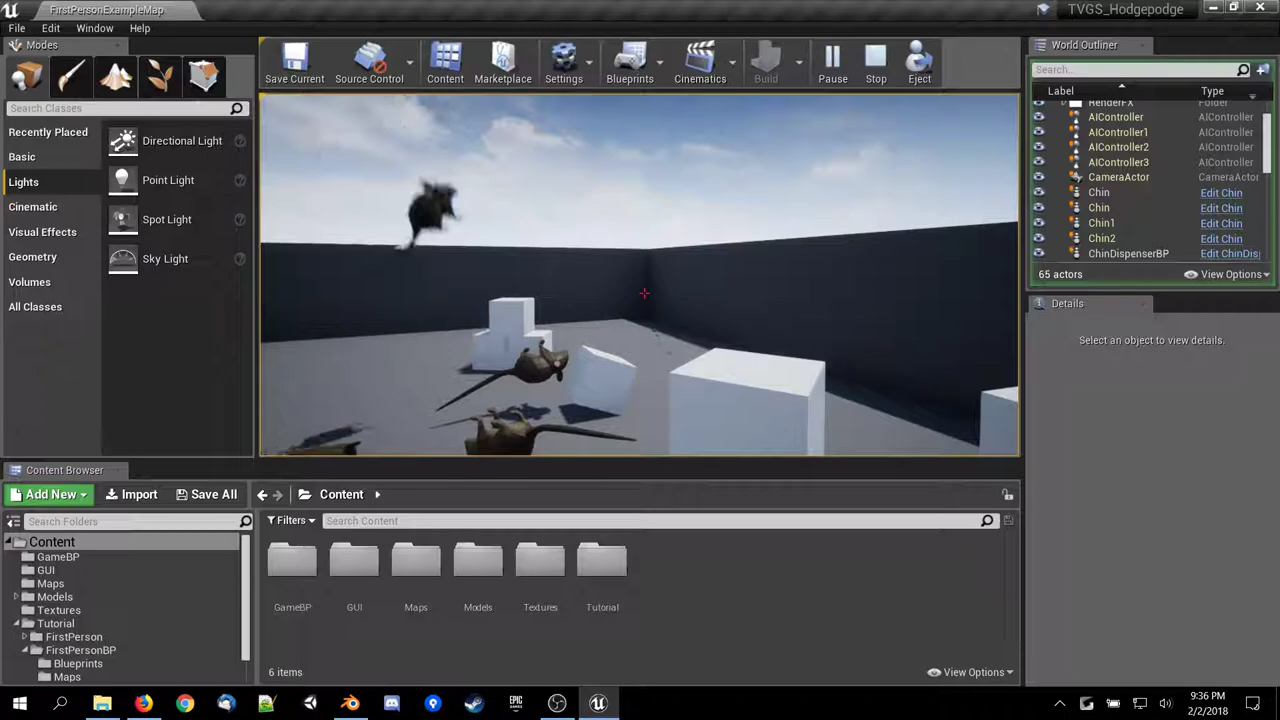 FirstPersonExampleMap
TVGS_Hodgepodge
File Edit Window Help
Modes
Search Classes
Recently Placed
Basic
Lights
Cinematic
Visual Effects
Geometry
Volumes
All Classes
Directional Light
Point Light
Spot Light
Sky Light
Save Current
Source Control
Content
Marketplace
Settings
Blueprints
Cinematics
Build
Pause
Stop
Eject
World Outliner
Search...
Label Type
RenderFX Folder
AIController AIController
AIController1 AIController
AIController2 AIController
AIController3 AIController
CameraActor CameraActor
Chin Edit Chin
Chin Edit Chin
Chin1 Edit Chin
Chin2 Edit Chin
ChinDispenserBP Edit ChinDis
65 actors View Options
Details
Select an object to view details.
Content Browser
Add New Import Save All Content
Search Folders
Filters Search Content
Content
GameBP
GUI
Maps
Models
Textures
Tutorial
FirstPerson
FirstPersonBP
Blueprints
Maps
GameBP GUI Maps Models Textures Tutorial
6 items View Options
EPIC GAMES
9:36 PM
2/2/2018